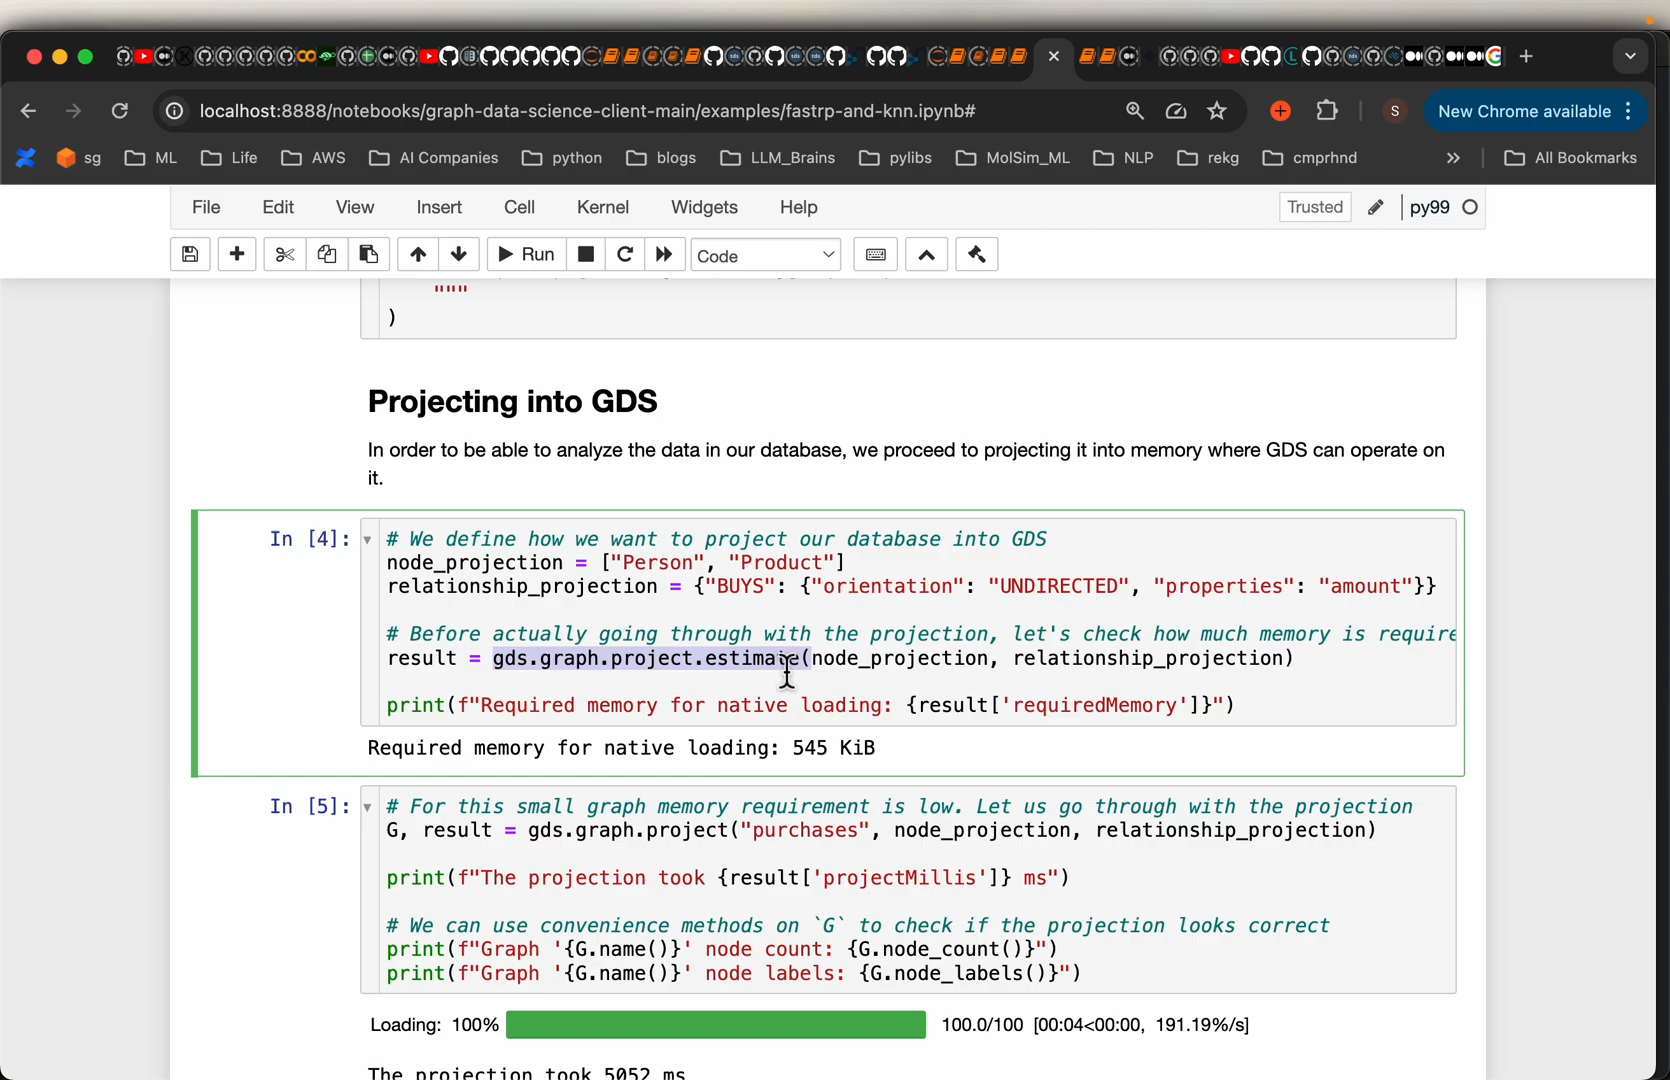 localhost:8888/notebooks/graph-data-science-client-main/examples/fastrp-and-knn.ipynb#
S
New Chrome available
sg
ML
Life
AWS
AI Companies
python
blogs
LLM_Brains
pylibs
MolSim_ML
NLP
rekg
cmprhnd
All Bookmarks
File Edit View Insert Cell Kernel Widgets Help
Trusted
py99
Run
Code
"""
)
Projecting into GDS
In order to be able to analyze the data in our database, we proceed to projecting it into memory where GDS can operate on
it.
In [4]:
# We define how we want to project our database into GDS
node_projection = ["Person", "Product"]
relationship_projection = {"BUYS": {"orientation": "UNDIRECTED", "properties": "amount"}}
# Before actually going through with the projection, let's check how much memory is require
result = gds.graph.project.estimate(node_projection, relationship_projection)
print(f"Required memory for native loading: {result['requiredMemory']}")
Required memory for native loading: 545 KiB
In [5]:
# For this small graph memory requirement is low. Let us go through with the projection
G, result = gds.graph.project("purchases", node_projection, relationship_projection)
print(f"The projection took {result['projectMillis']} ms")
# We can use convenience methods on `G` to check if the projection looks correct
print(f"Graph '{G.name()}' node count: {G.node_count()}")
print(f"Graph '{G.name()}' node labels: {G.node_labels()}")
Loading: 100%
100.0/100 [00:04<00:00, 191.19%/s]
The projection took 5052 ms